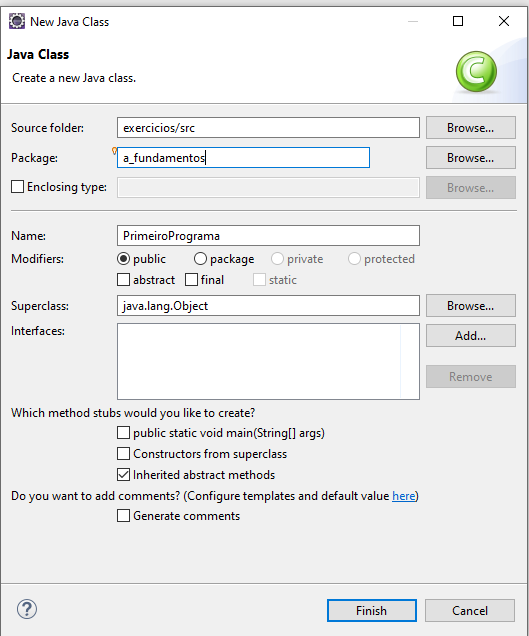 New Java Class
Java Class
Create a new Java class.
Source folder: exercicios/src Browse...
Package: a_fundamentos Browse...
Enclosing type: Browse...
Name: PrimeiroPrograma
Modifiers: public package private protected
abstract final static
Superclass: java.lang.Object Browse...
Interfaces: Add...
Remove
Which method stubs would you like to create?
public static void main(String[] args)
Constructors from superclass
Inherited abstract methods
Do you want to add comments? (Configure templates and default value here)
Generate comments
? Finish Cancel